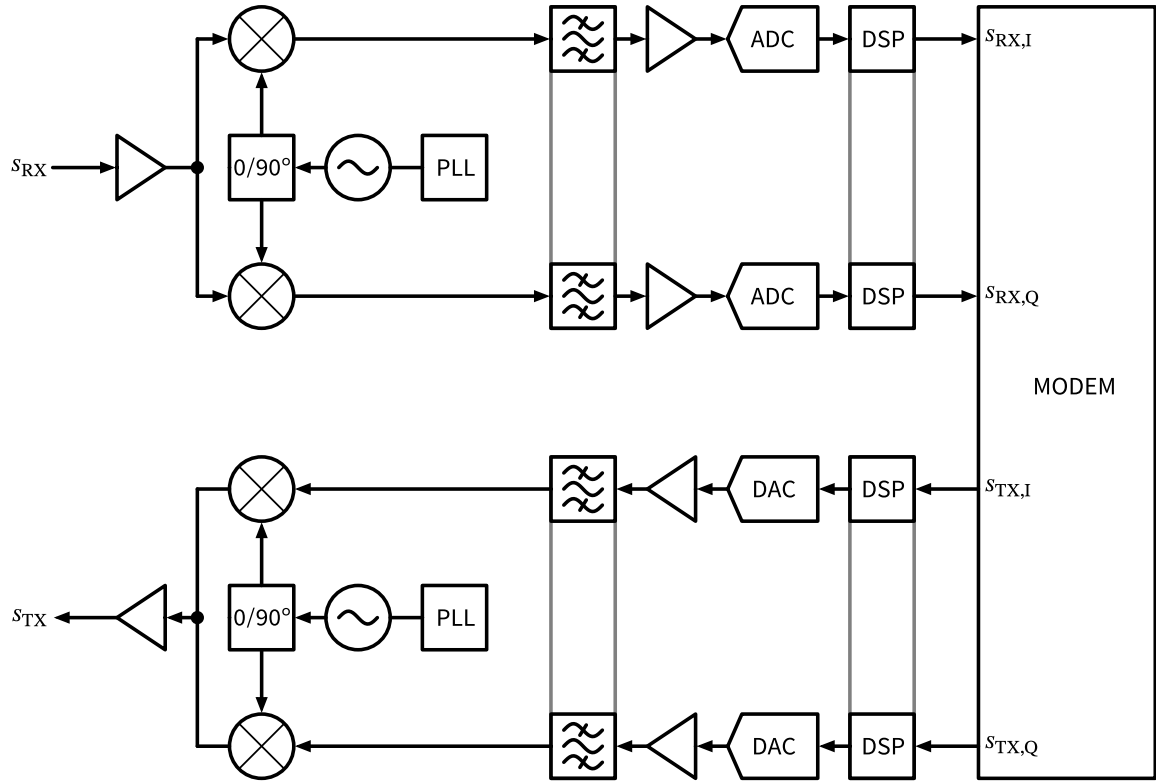 ADC
DSP
s_RX,I
s_RX
0/90°
PLL
ADC
DSP
s_RX,Q
MODEM
DAC
DSP
s_TX,I
s_TX
0/90°
PLL
DAC
DSP
s_TX,Q